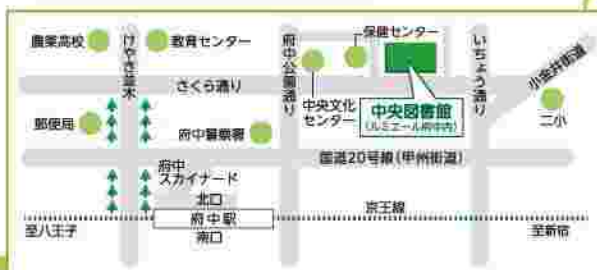 農業高校
けやき並木
教育センター
府中公園通り
保健センター
いちょう通り
小金井街道
さくら通り
中央文化
センター
中央図書館
(ルミエール府中内)
二小
郵便局
府中警察署
国道20号線(甲州街道)
府中
スカイナード
北口
府中駅
南口
京王線
至八王子
至新宿